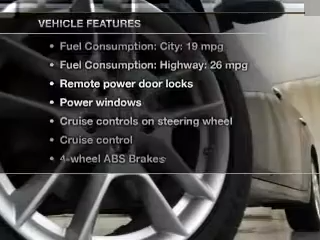 VEHICLE FEATURES
• Fuel Consumption: City: 19 mpg
• Fuel Consumption: Highway: 26 mpg
• Remote power door locks
• Power windows
• Cruise controls on steering wheel
• Cruise control
• 4-wheel ABS Brakes